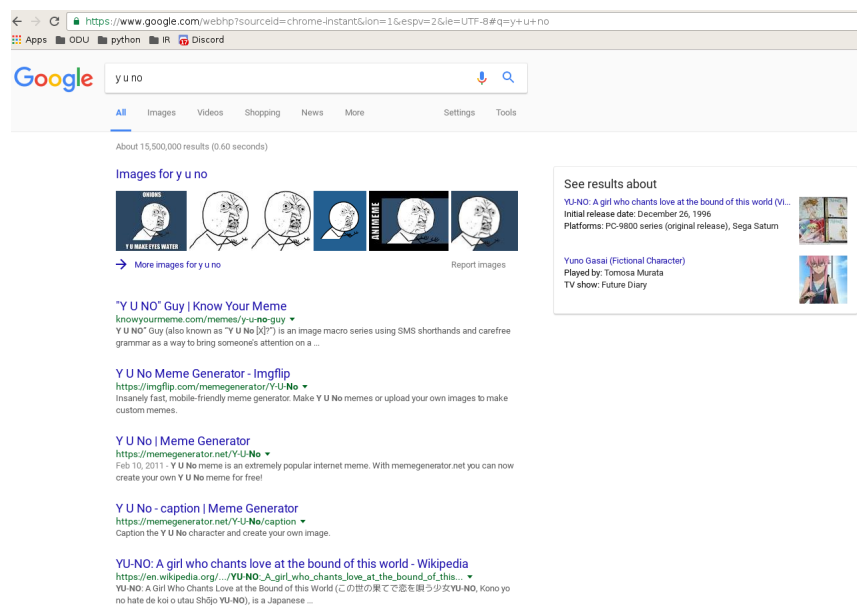 https://www.google.com/webhp?sourceid=chrome-instant&ion=1&espv=2&ie=UTF-8#q=y+u+no
Apps ODU python IR Discord
Google
y u no
All Images Videos Shopping News More Settings Tools
About 15,500,000 results (0.60 seconds)
Images for y u no
ONIONS
Y U MAKE EYES WATER
ANIMEME
More images for y u no
Report images
"Y U NO" Guy | Know Your Meme
knowyourmeme.com/memes/y-u-no-guy
Y U NO" Guy (also known as "Y U No [X]?") is an image macro series using SMS shorthands and carefree
grammar as a way to bring someone's attention on a ...
Y U No Meme Generator - Imgflip
https://imgflip.com/memegenerator/Y-U-No
Insanely fast, mobile-friendly meme generator. Make Y U No memes or upload your own images to make
custom memes.
Y U No | Meme Generator
https://memegenerator.net/Y-U-No
Feb 10, 2011 - Y U No meme is an extremely popular internet meme. With memegenerator.net you can now
create your own Y U No meme for free!
Y U No - caption | Meme Generator
https://memegenerator.net/Y-U-No/caption
Caption the Y U No character and create your own image.
YU-NO: A girl who chants love at the bound of this world - Wikipedia
https://en.wikipedia.org/.../YU-NO:_A_girl_who_chants_love_at_the_bound_of_this...
YU-NO: A Girl Who Chants Love at the Bound of this World (この世の果てで恋を唄う少女YU-NO, Kono yo
no hate de koi o utau Shōjo YU-NO), is a Japanese ...
See results about
YU-NO: A girl who chants love at the bound of this world (Vi...
Initial release date: December 26, 1996
Platforms: PC-9800 series (original release), Sega Saturn
Yuno Gasai (Fictional Character)
Played by: Tomosa Murata
TV show: Future Diary